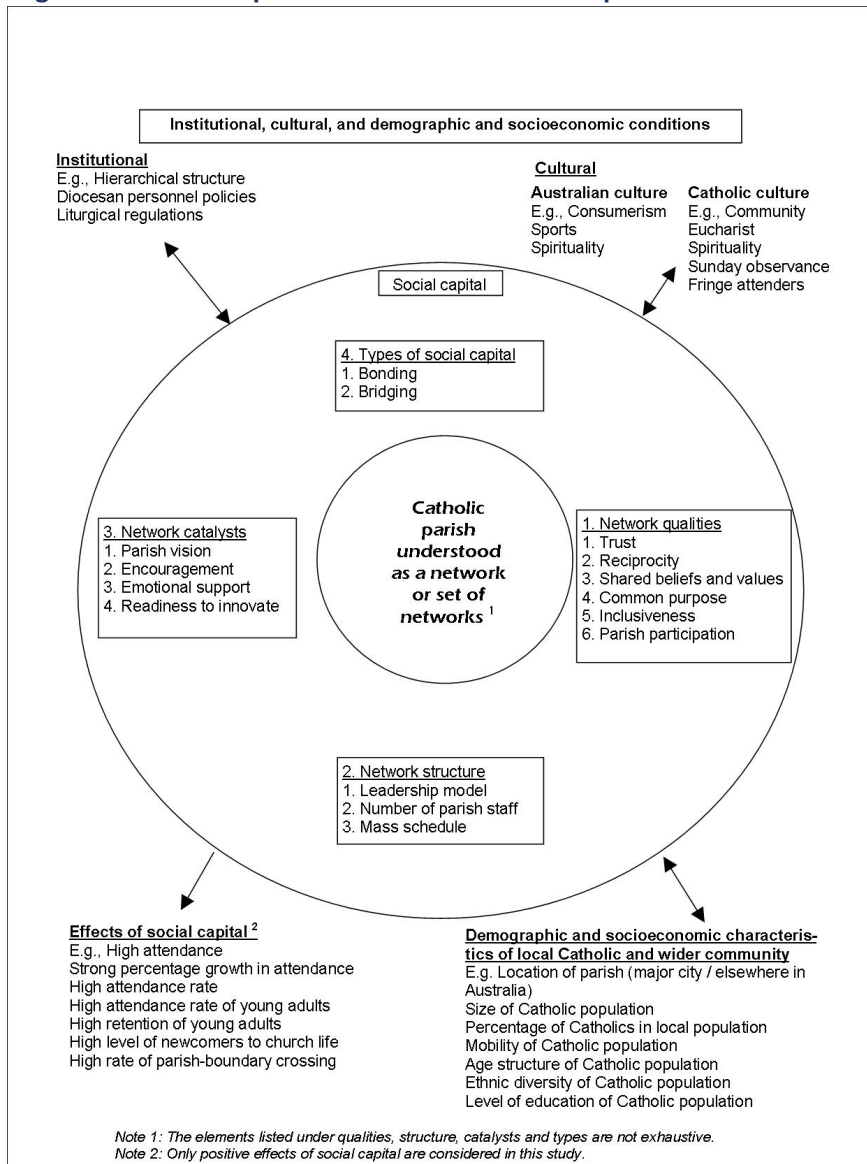 Institutional, cultural, and demographic and socioeconomic conditions
Institutional
E.g., Hierarchical structure
Diocesan personnel policies
Liturgical regulations
Cultural
Australian culture
E.g., Consumerism
Sports
Spirituality
Catholic culture
E.g., Community
Eucharist
Spirituality
Sunday observance
Fringe attenders
Social capital
4. Types of social capital
1. Bonding
2. Bridging
Catholic
parish
understood
as a network
or set of
networks 1
3. Network catalysts
1. Parish vision
2. Encouragement
3. Emotional support
4. Readiness to innovate
1. Network qualities
1. Trust
2. Reciprocity
3. Shared beliefs and values
4. Common purpose
5. Inclusiveness
6. Parish participation
2. Network structure
1. Leadership model
2. Number of parish staff
3. Mass schedule
Effects of social capital 2
E.g., High attendance
Strong percentage growth in attendance
High attendance rate
High attendance rate of young adults
High retention of young adults
High level of newcomers to church life
High rate of parish-boundary crossing
Demographic and socioeconomic characteris-
tics of local Catholic and wider community
E.g. Location of parish (major city / elsewhere in
Australia)
Size of Catholic population
Percentage of Catholics in local population
Mobility of Catholic population
Age structure of Catholic population
Ethnic diversity of Catholic population
Level of education of Catholic population
Note 1: The elements listed under qualities, structure, catalysts and types are not exhaustive.
Note 2: Only positive effects of social capital are considered in this study.